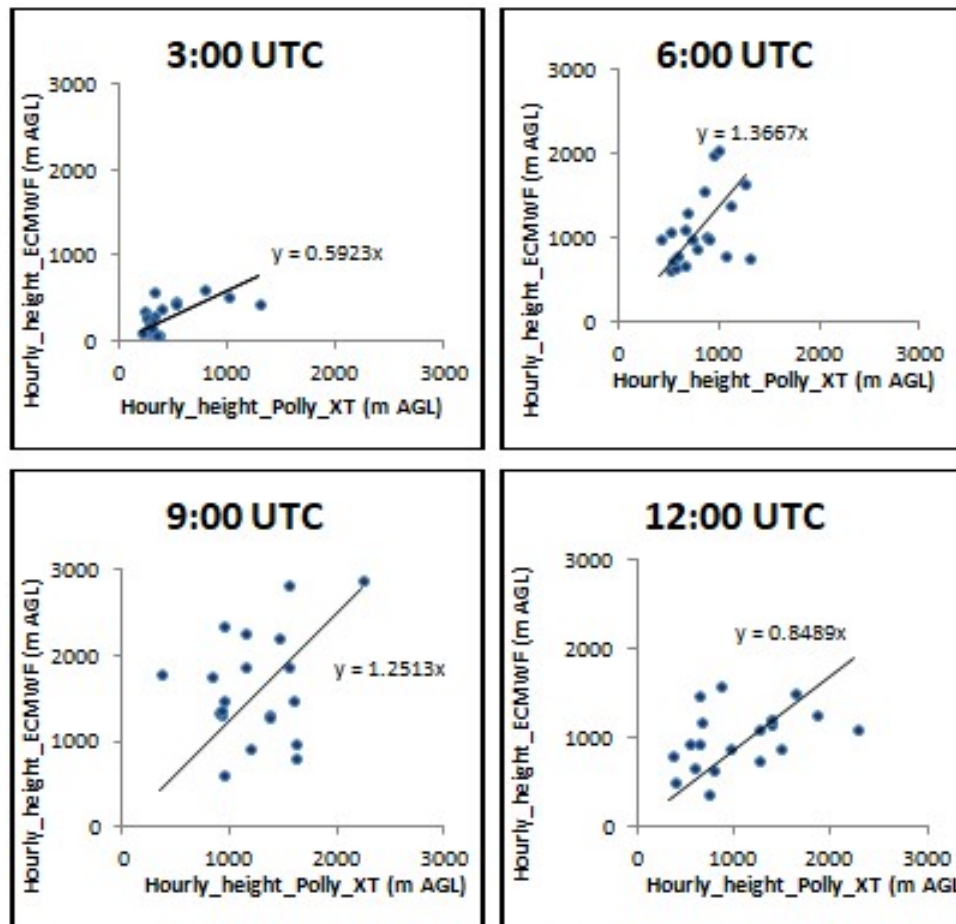 3:00 UTC
Hourly_height_ECMWF (m AGL)
3000
2000
1000
0
y = 0.5923x
0 1000 2000 3000
Hourly_height_Polly_XT (m AGL)
6:00 UTC
Hourly_height_ECMWF (m AGL)
3000
2000
1000
0
y = 1.3667x
0 1000 2000 3000
Hourly_height_Polly_XT (m AGL)
9:00 UTC
Hourly_height_ECMWF (m AGL)
3000
2000
1000
0
y = 1.2513x
0 1000 2000 3000
Hourly_height_Polly_XT (m AGL)
12:00 UTC
Hourly_height_ECMWF (m AGL)
3000
2000
1000
0
y = 0.8489x
0 1000 2000 3000
Hourly_height_Polly_XT (m AGL